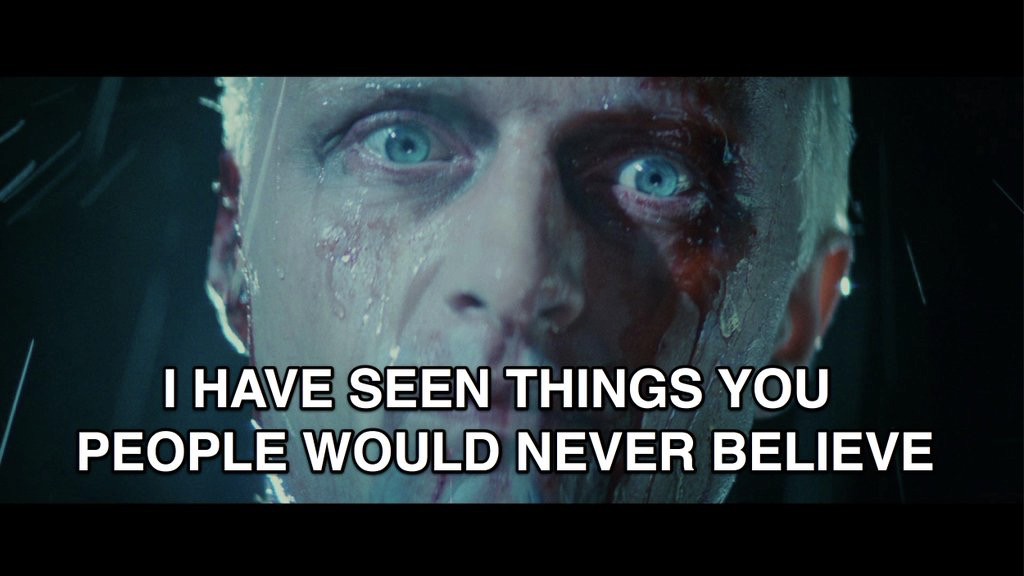 I HAVE SEEN THINGS YOU
PEOPLE WOULD NEVER BELIEVE